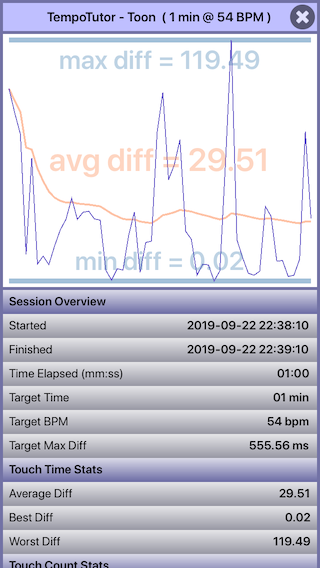 TempoTutor - Toon ( 1 min @ 54 BPM )
max diff = 119.49
avg diff = 29.51
min diff = 0.02
Session Overview
Started 2019-09-22 22:38:10
Finished 2019-09-22 22:39:10
Time Elapsed (mm:ss) 01:00
Target Time 01 min
Target BPM 54 bpm
Target Max Diff 555.56 ms
Touch Time Stats
Average Diff 29.51
Best Diff 0.02
Worst Diff 119.49
Touch Count Stats